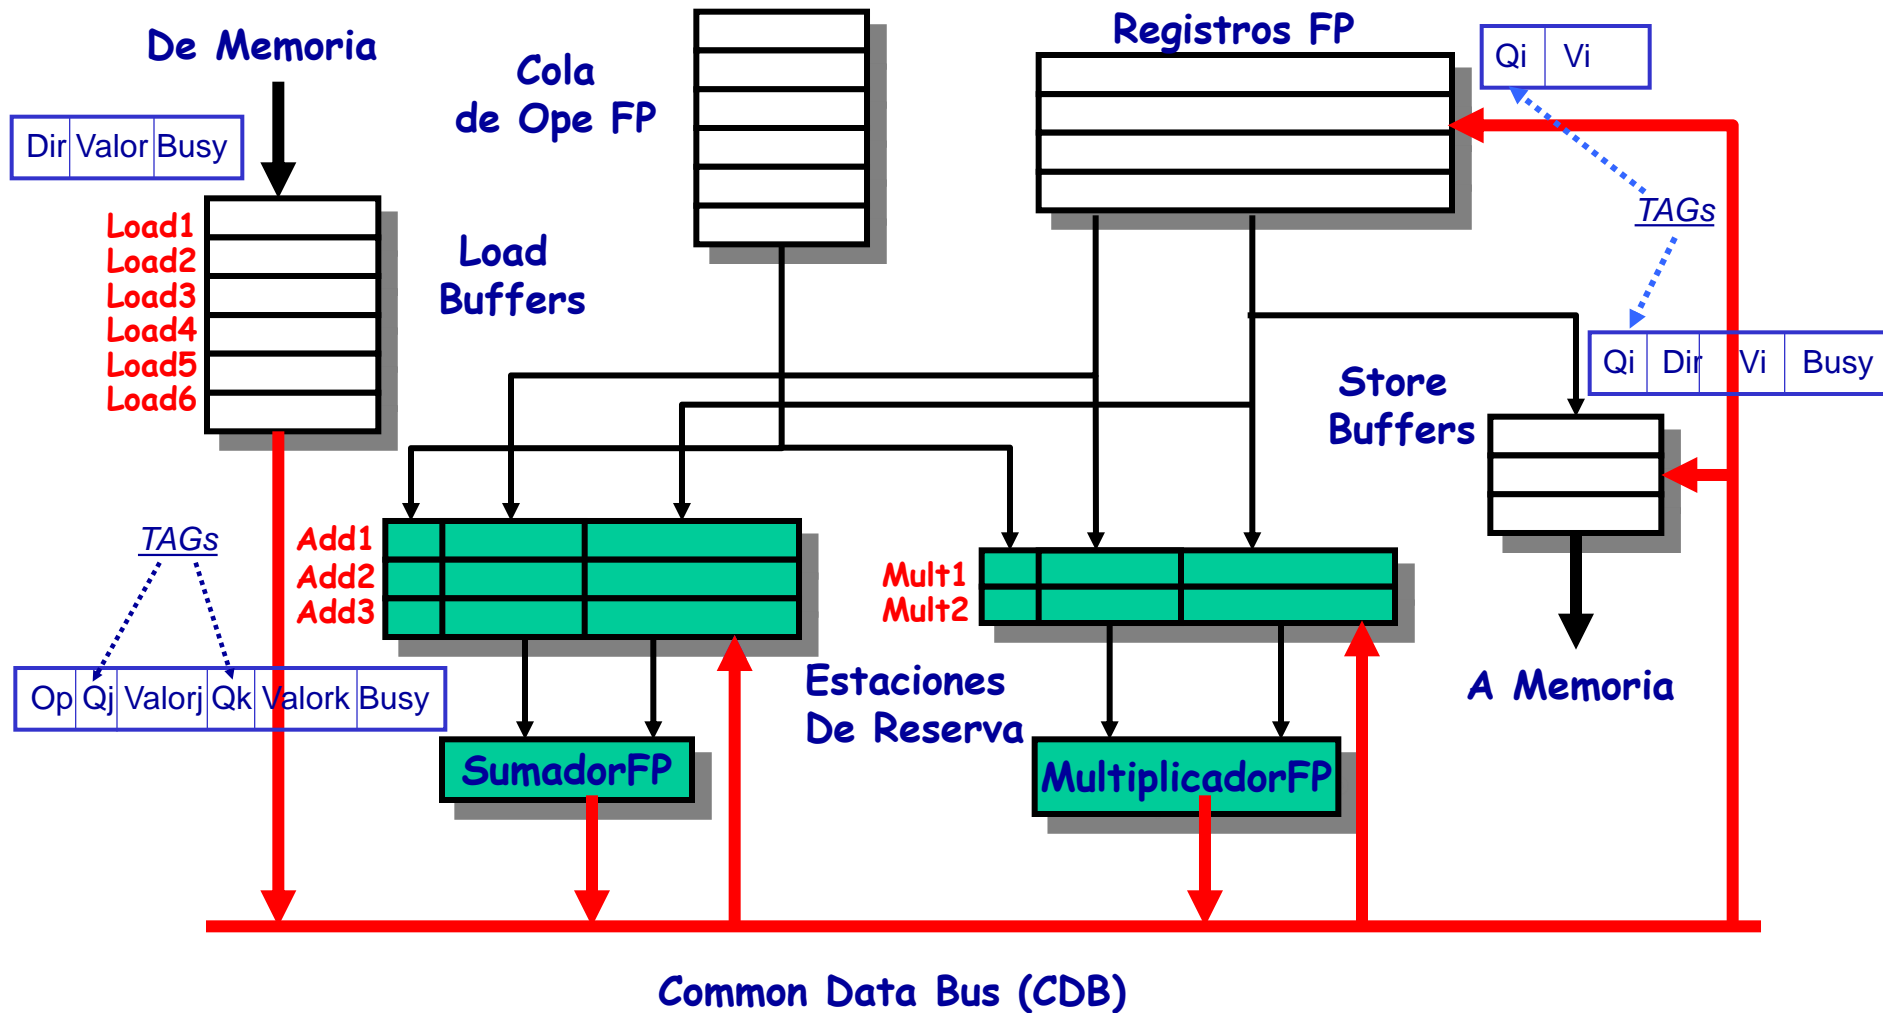 De Memoria
Cola
de Ope FP
Registros FP
Qi Vi
Dir Valor Busy
TAGs
Load1
Load2
Load3
Load4
Load5
Load6
Load
Buffers
Qi Dir Vi Busy
Store
Buffers
TAGs
Add1
Add2
Add3
Mult1
Mult2
Op Qj Valorj Qk Valork Busy
Estaciones
De Reserva
A Memoria
SumadorFP
MultiplicadorFP
Common Data Bus (CDB)